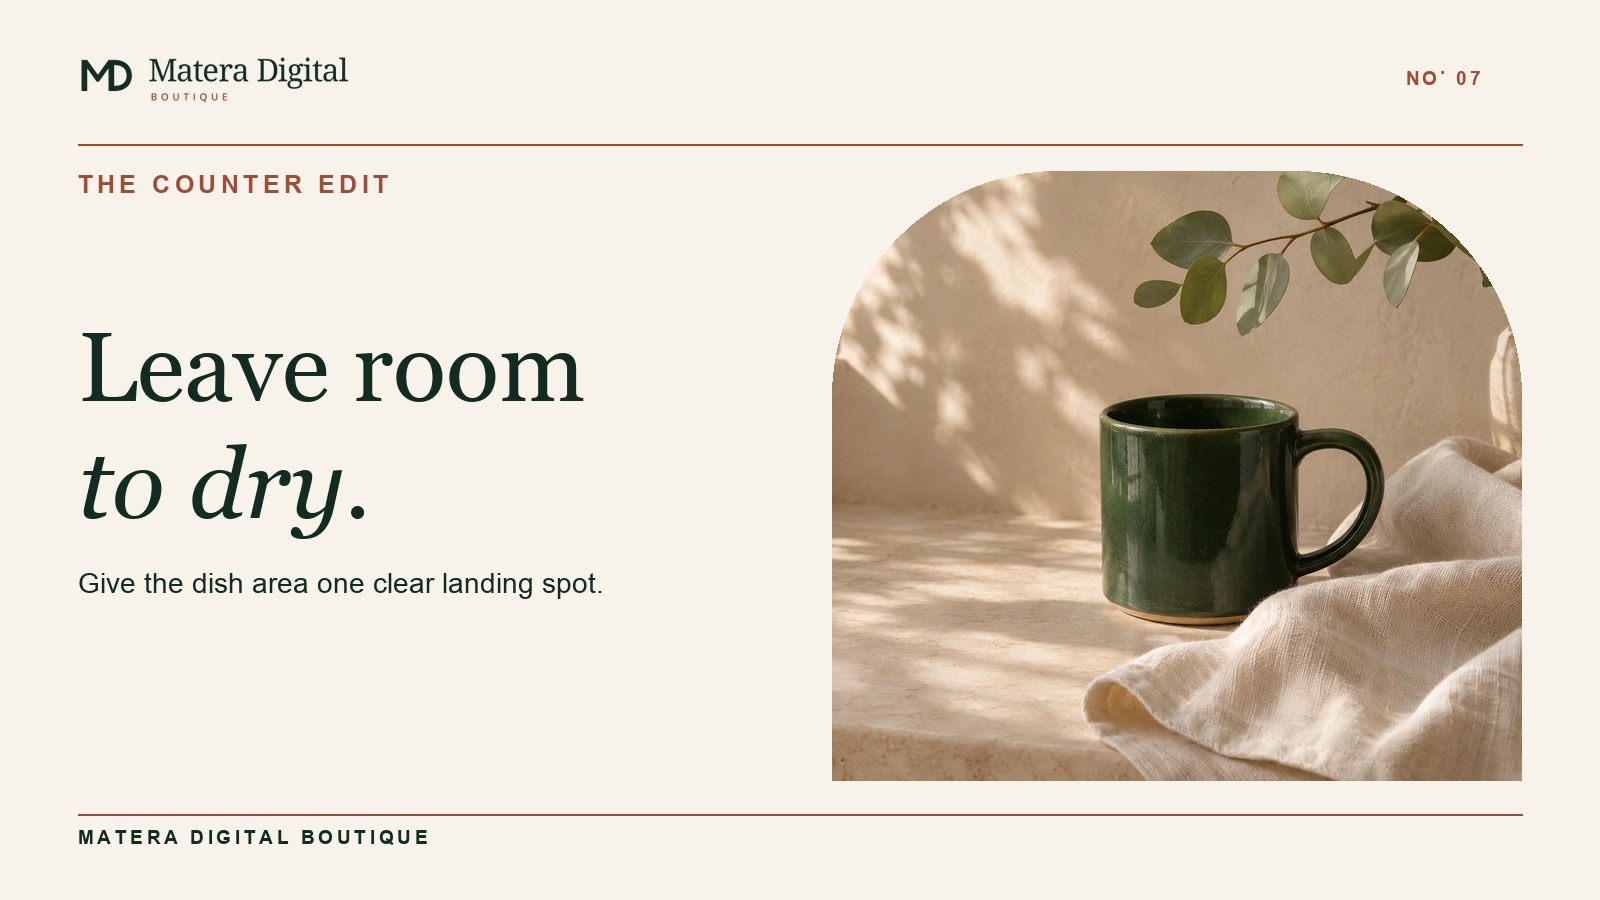 MD Matera Digital
BOUTIQUE
NO˙ 07
THE COUNTER EDIT
Leave room
to dry.
Give the dish area one clear landing spot.
MATERA DIGITAL BOUTIQUE